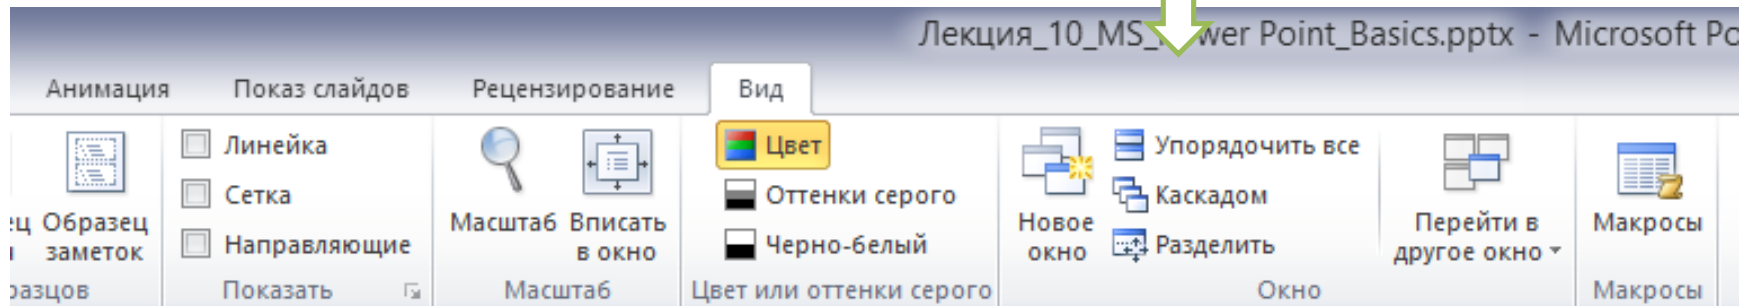 Лекция_10_MS_Power Point_Basics.pptx - Microsoft Po
Анимация Показ слайдов Рецензирование Вид
Образец заметок
Линейка
Сетка
Направляющие
Показать
Масштаб
Вписать в окно
Масштаб
Цвет
Оттенки серого
Черно-белый
Цвет или оттенки серого
Новое окно
Упорядочить все
Каскадом
Разделить
Перейти в другое окно
Окно
Макросы
Макросы